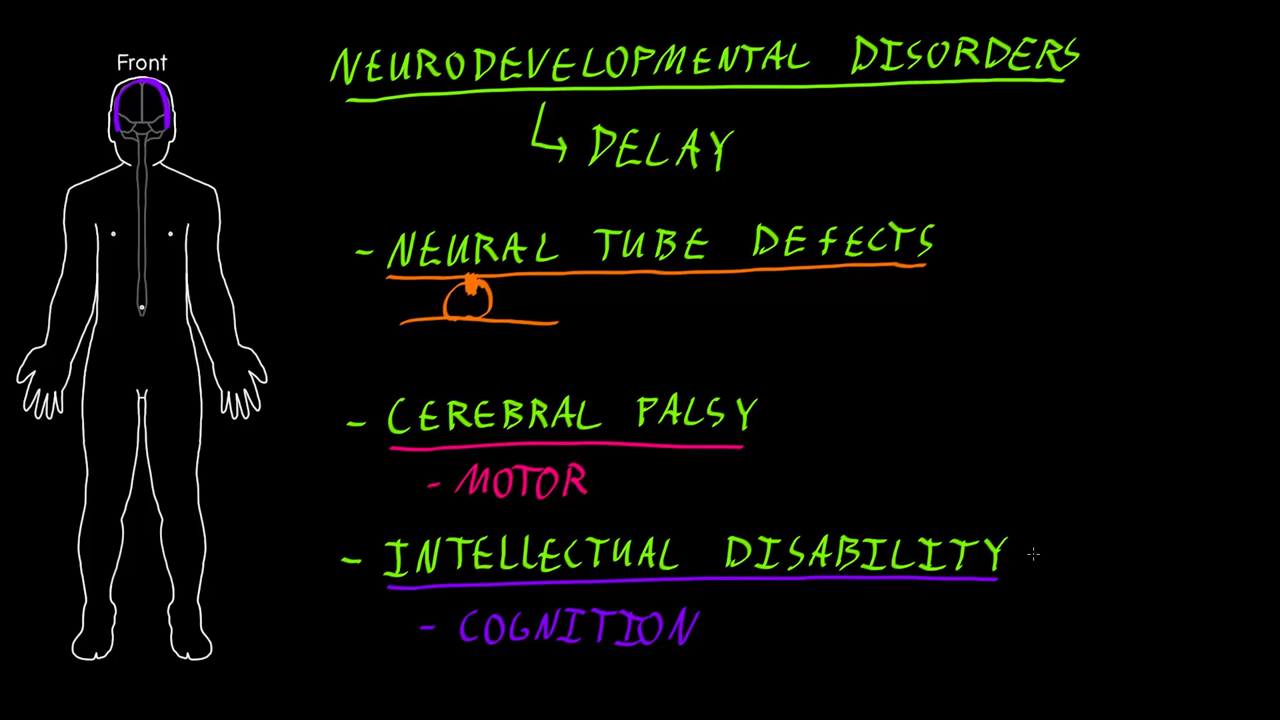 Front
NEURODEVELOPMENTAL DISORDERS
↳ DELAY
- NEURAL TUBE DEFECTS
- CEREBRAL PALSY
- MOTOR
- INTELLECTUAL DISABILITY
- COGNITION